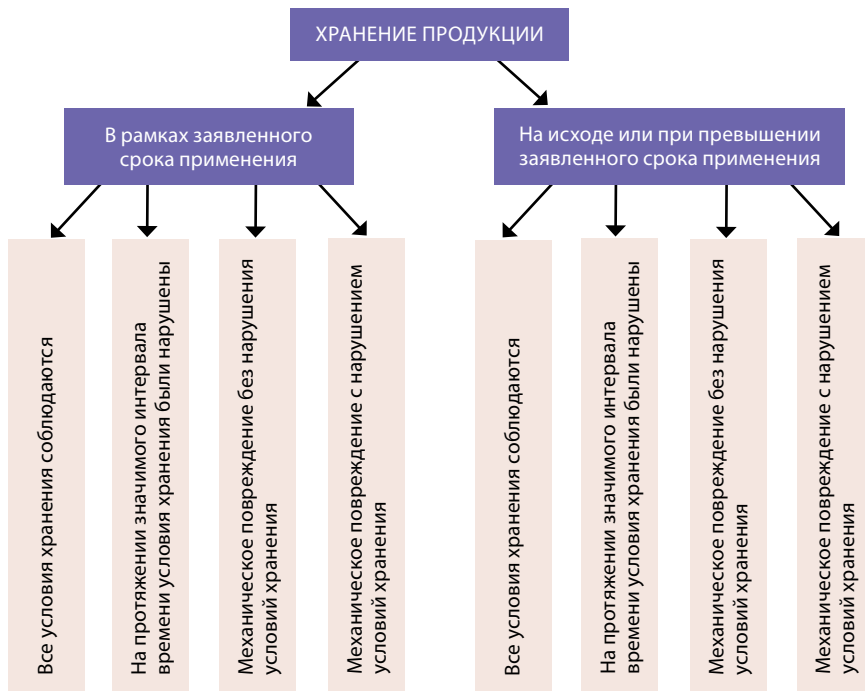 ХРАНЕНИЕ ПРОДУКЦИИ
В рамках заявленного
срока применения
На исходе или при превышении
заявленного срока применения
Все условия хранения соблюдаются
На протяжении значимого интервала
времени условия хранения были нарушены
Механическое повреждение без нарушения
условий хранения
Механическое повреждение с нарушением
условий хранения
Все условия хранения соблюдаются
На протяжении значимого интервала
времени условия хранения были нарушены
Механическое повреждение без нарушения
условий хранения
Механическое повреждение с нарушением
условий хранения